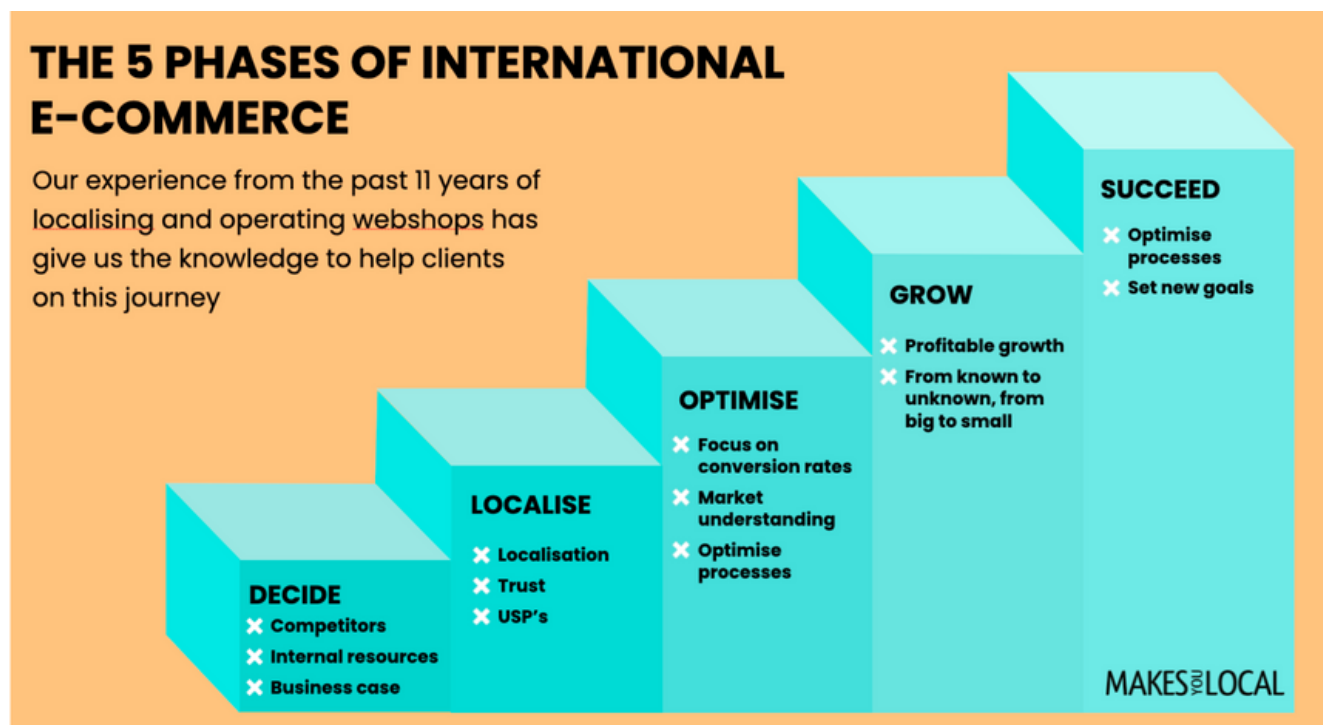 THE 5 PHASES OF INTERNATIONAL
E-COMMERCE
Our experience from the past 11 years of
localising and operating webshops has
give us the knowledge to help clients
on this journey
DECIDE
Competitors
Internal resources
Business case
LOCALISE
Localisation
Trust
USP's
OPTIMISE
Focus on
conversion rates
Market
understanding
Optimise
processes
GROW
Profitable growth
From known to
unknown, from
big to small
SUCCEED
Optimise
processes
Set new goals
MAKES YOU LOCAL